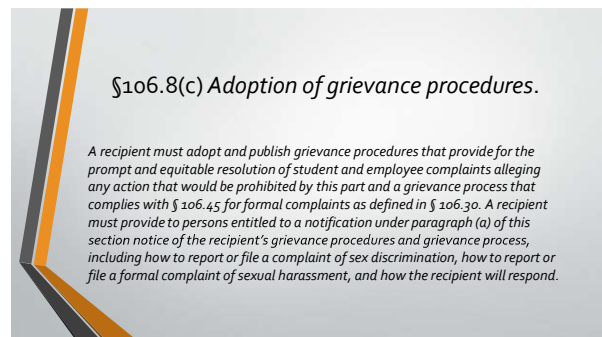 §106.8(c) Adoption of grievance procedures.
A recipient must adopt and publish grievance procedures that provide for the
prompt and equitable resolution of student and employee complaints alleging
any action that would be prohibited by this part and a grievance process that
complies with § 106.45 for formal complaints as defined in § 106.30. A recipient
must provide to persons entitled to a notification under paragraph (a) of this
section notice of the recipient's grievance procedures and grievance process,
including how to report or file a complaint of sex discrimination, how to report or
file a formal complaint of sexual harassment, and how the recipient will respond.